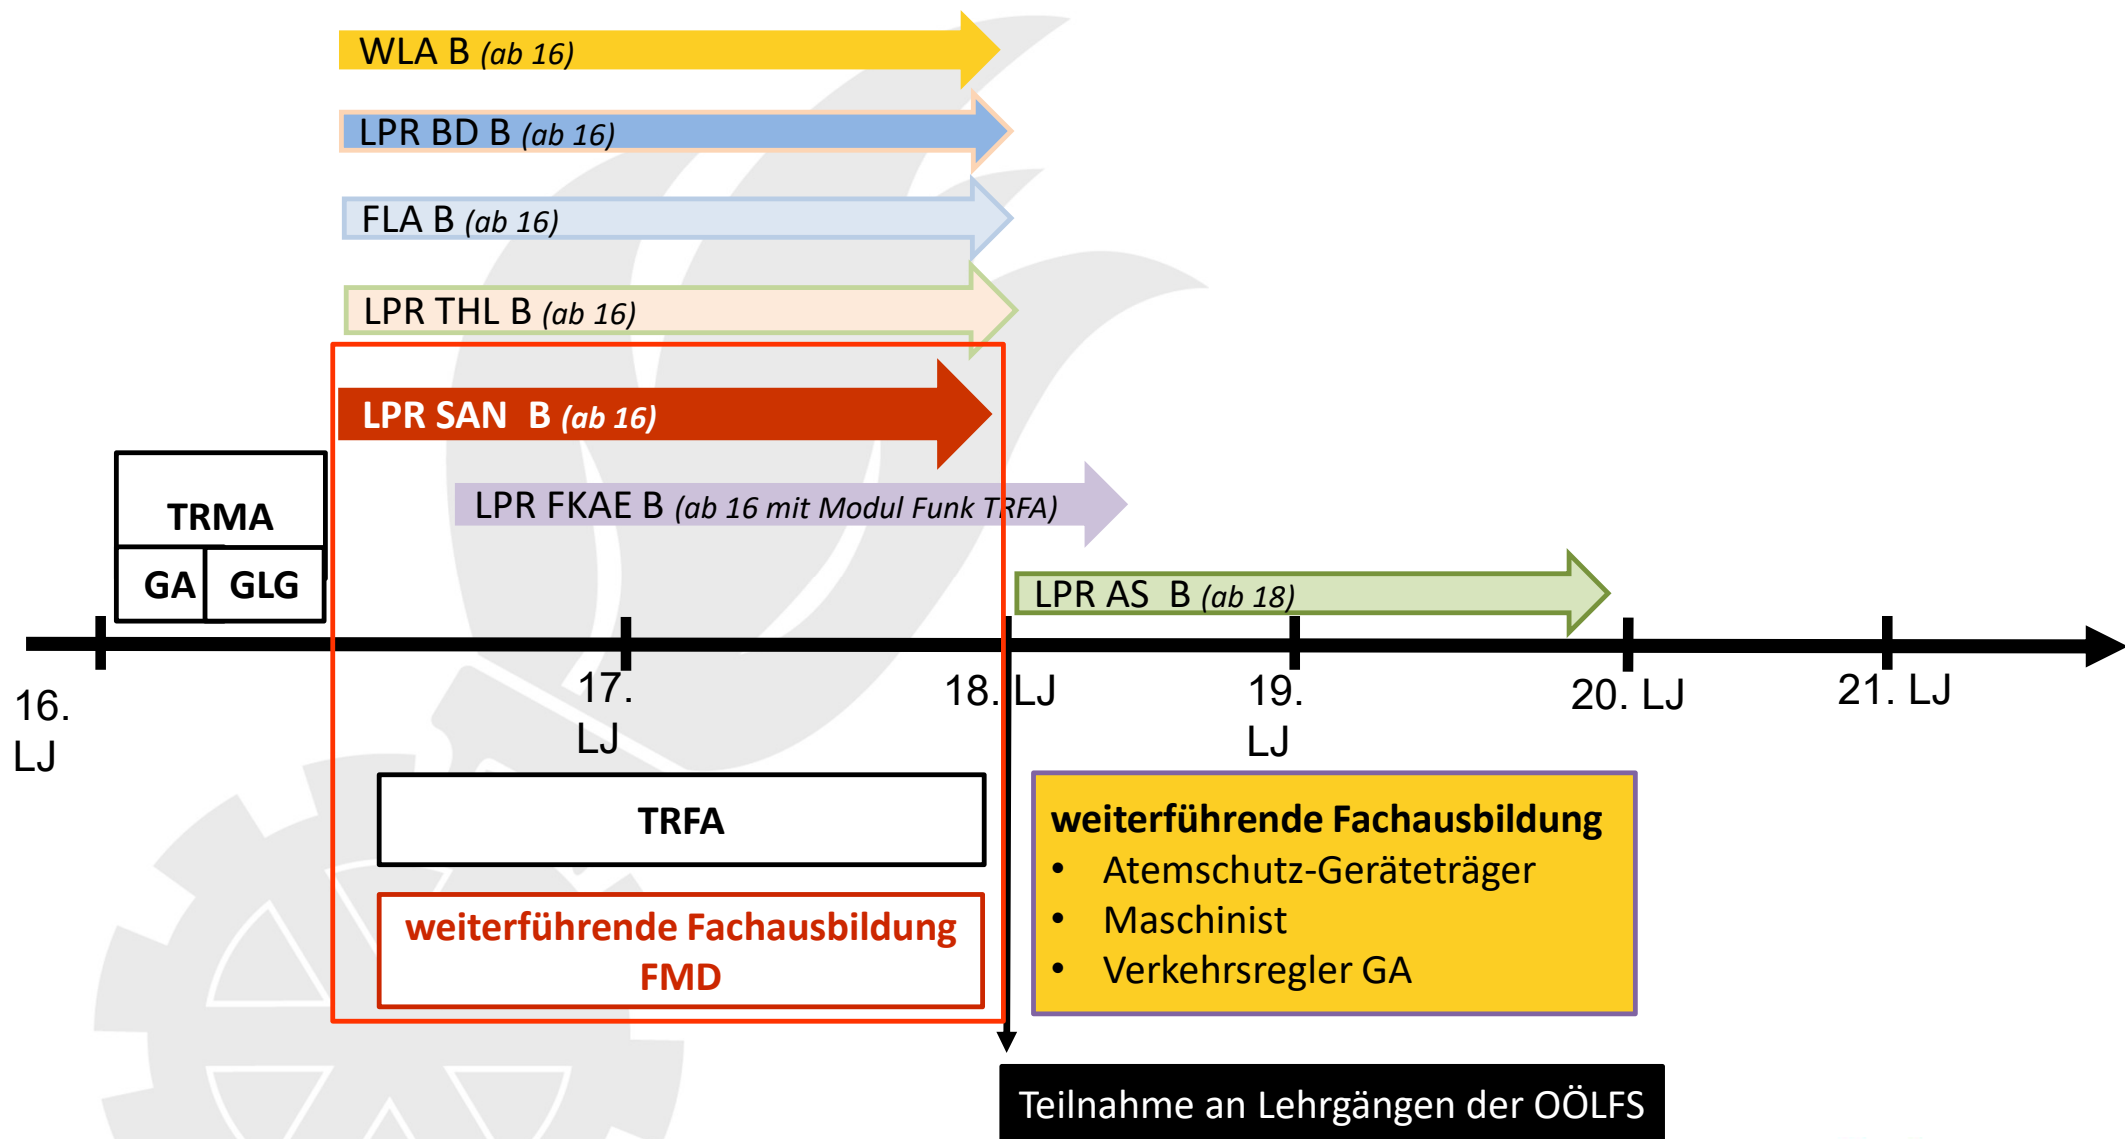 WLA B (ab 16)
LPR BD B (ab 16)
FLA B (ab 16)
LPR THL B (ab 16)
LPR SAN  B (ab 16)
LPR FKAE B (ab 16 mit Modul Funk TRFA)
TRMA
GA
GLG
LPR AS  B (ab 18)
16.
LJ
17.
LJ
18. LJ
19.
LJ
20. LJ
21. LJ
TRFA
weiterführende Fachausbildung
FMD
weiterführende Fachausbildung
• Atemschutz-Geräteträger
• Maschinist
• Verkehrsregler GA
Teilnahme an Lehrgängen der OÖLFS